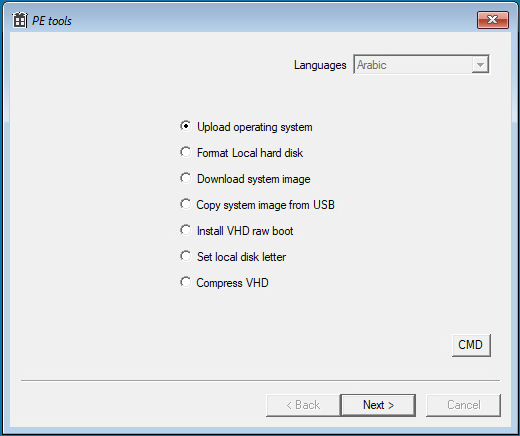 PE tools
Languages Arabic
Upload operating system
Format Local hard disk
Download system image
Copy system image from USB
Install VHD raw boot
Set local disk letter
Compress VHD
CMD
< Back Next > Cancel